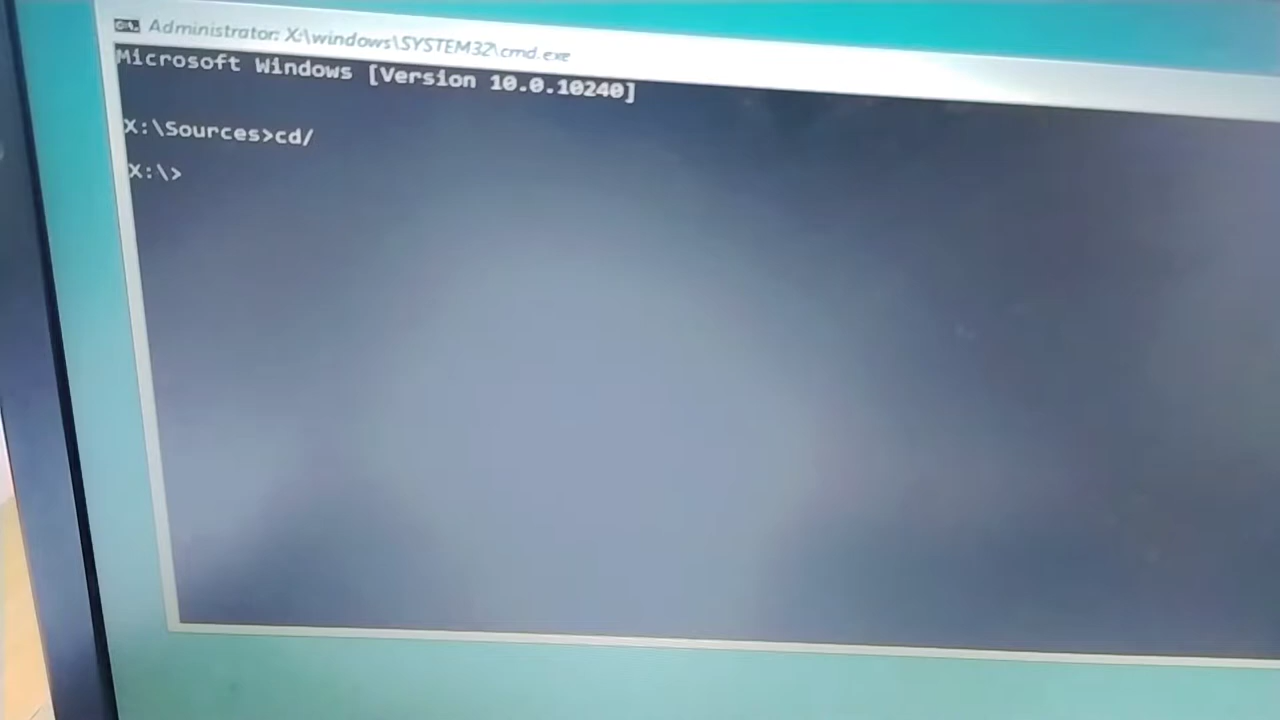 Administrator: X:\windows\SYSTEM32\cmd.exe
Microsoft Windows [Version 10.0.10240]
X:\Sources>cd/
X:\>